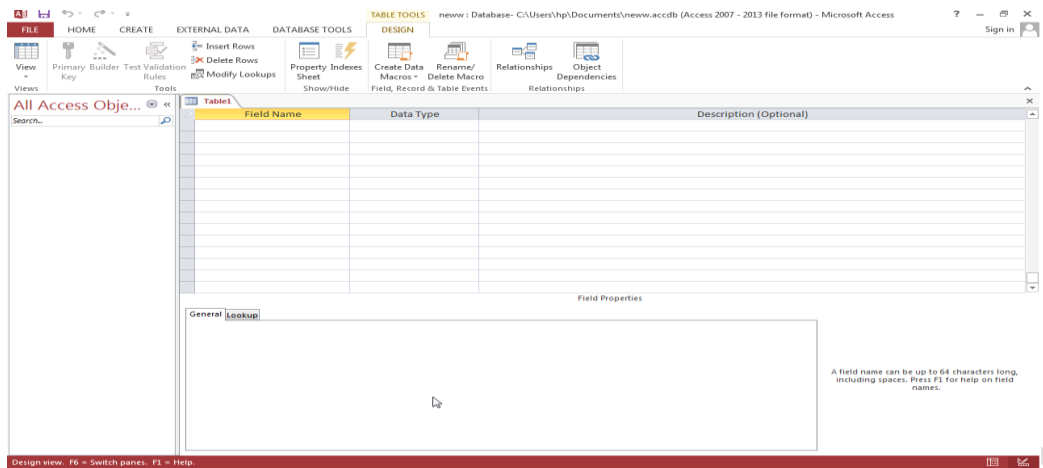 TABLE TOOLS neww : Database- C:\Users\hp\Documents\neww.accdb (Access 2007 - 2013 file format) - Microsoft Access ?
FILE HOME CREATE EXTERNAL DATA DATABASE TOOLS DESIGN Sign in
View Primary Key Builder Test Validation Rules Insert Rows Delete Rows Modify Lookups Property Sheet Indexes Create Data Macros Rename/ Delete Macro Relationships Object Dependencies
Views Tools Show/Hide Field, Record & Table Events Relationships
All Access Obje... «
Search...
Table1
Field Name Data Type Description (Optional)
Field Properties
General Lookup
A field name can be up to 64 characters long,
including spaces. Press F1 for help on field
names.
Design view. F6 = Switch panes. F1 = Help.